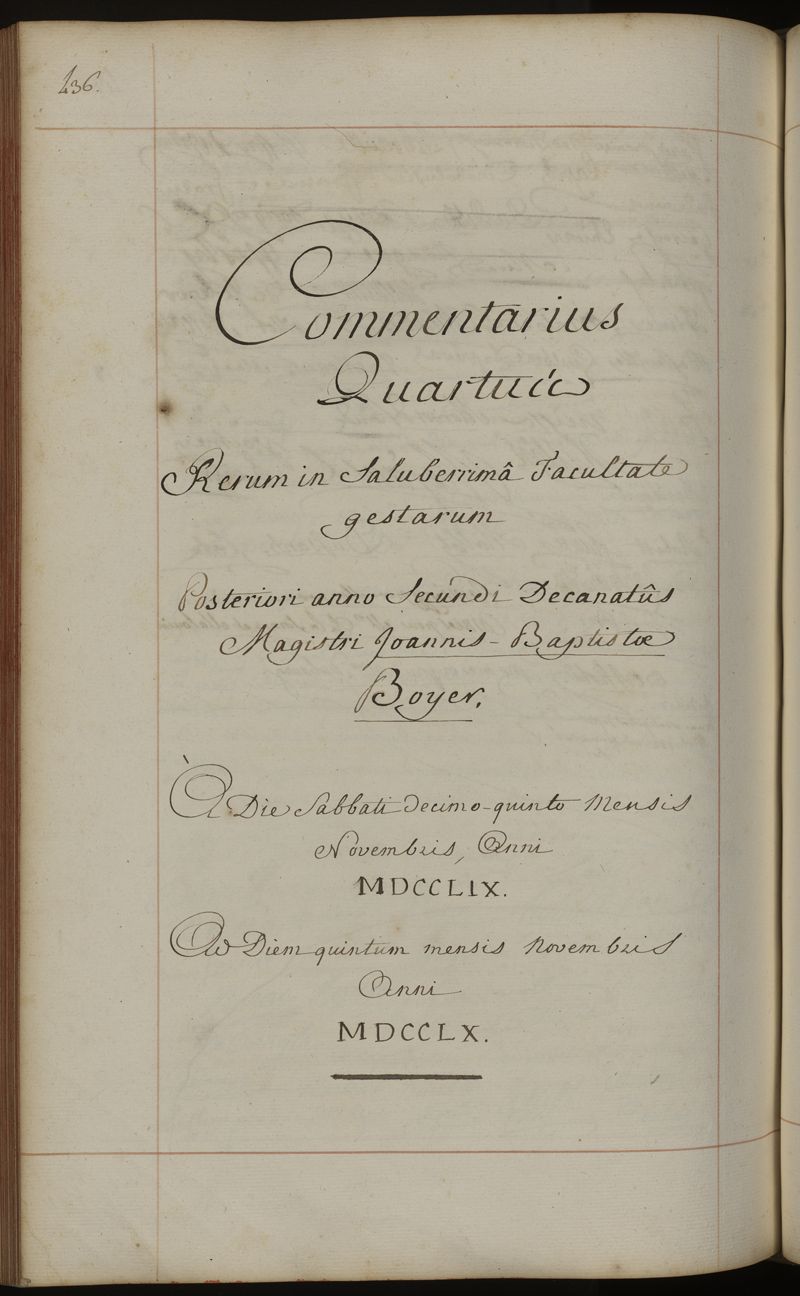 436.
Commentarius
Quartus
Rerum in Saluberrimâ Facultate
gestarum
Posteriori anno Secundi Decanatûs
Magistri Joannis-Baptistæ
Boyer.
À Die Sabbati decimo-quinto Mensis
Novembris, Anni
MDCCLIX.
Ad Diem quintum mensis Novembris
Anni
MDCCLX.